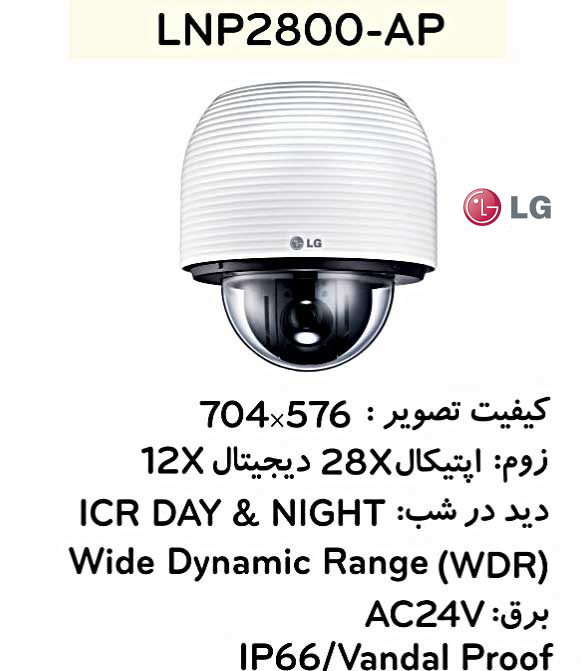 LNP2800-AP
LG
LG
کیفیت تصویر : 704×576
زوم: اپتیکال28X دیجیتال 12X
دید در شب: ICR DAY & NIGHT
Wide Dynamic Range (WDR)
برق: AC24V
IP66/Vandal Proof